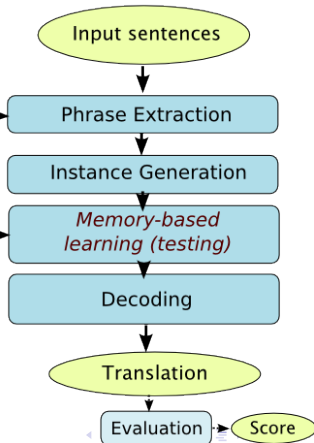 Input sentences
Phrase Extraction
Instance Generation
Memory-based
learning (testing)
Decoding
Translation
Evaluation
Score